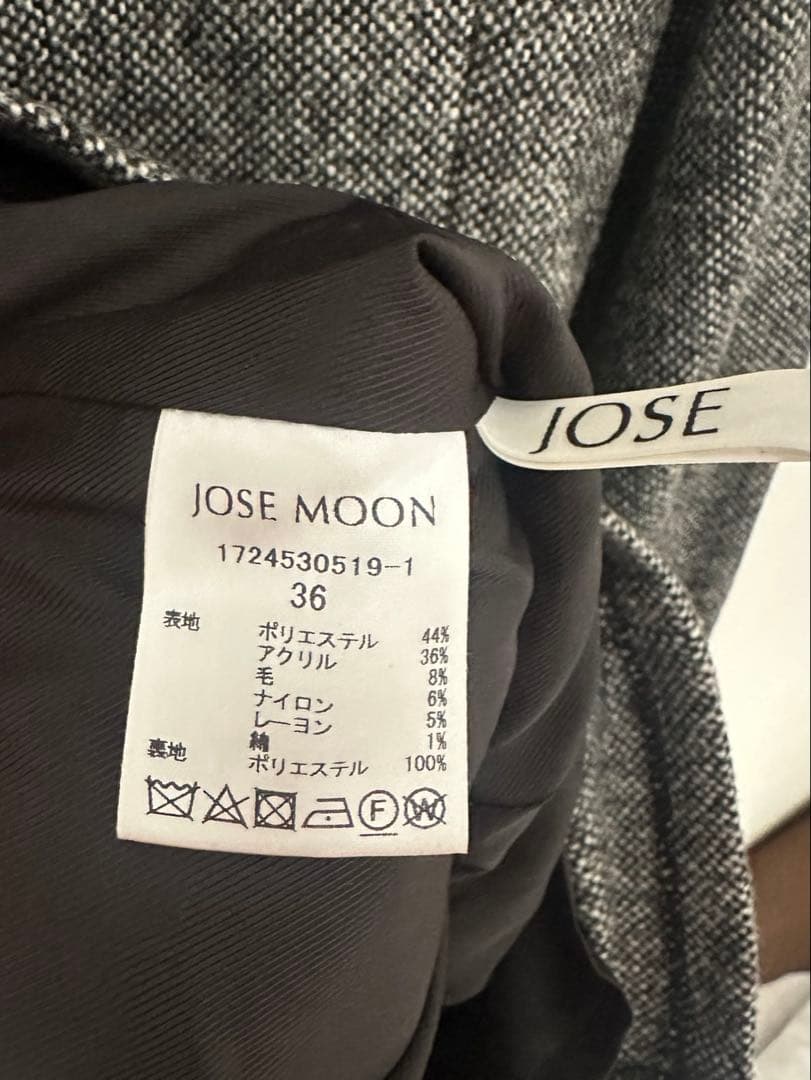 JOSE
JOSE MOON
1724530519-1
36
表地 ポリエステル 44%
アクリル 36%
毛 8%
ナイロン 6%
レーヨン 5%
綿 1%
裏地 ポリエステル 100%
F W